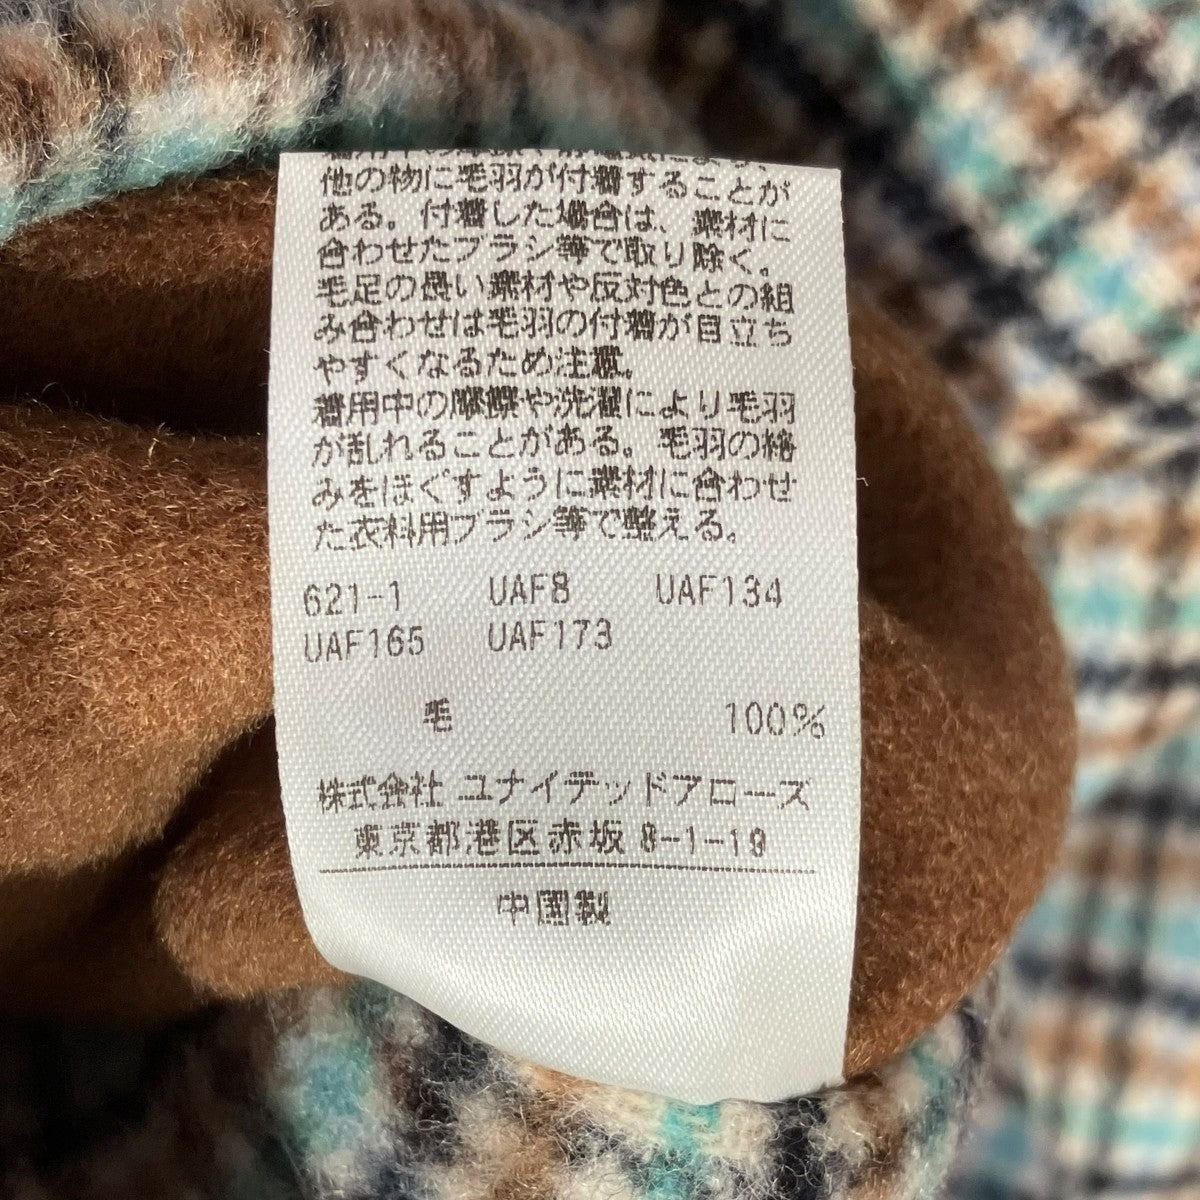 他の物に毛羽が付着することが
ある。付着した場合は、素材に
合わせたブラシ等で取り除く。
毛足の長い素材や反対色との組
み合わせは毛羽の付着が目立ち
やすくなるため注意。
着用中の摩擦や洗濯により毛羽
が乱れることがある。毛羽の絡
みをほぐすように素材に合わせ
た衣料用ブラシ等で整える。
621-1 UAF8 UAF134
UAF165 UAF173
毛 100%
株式会社 ユナイテッドアローズ
東京都港区赤坂 8-1-19
中国製